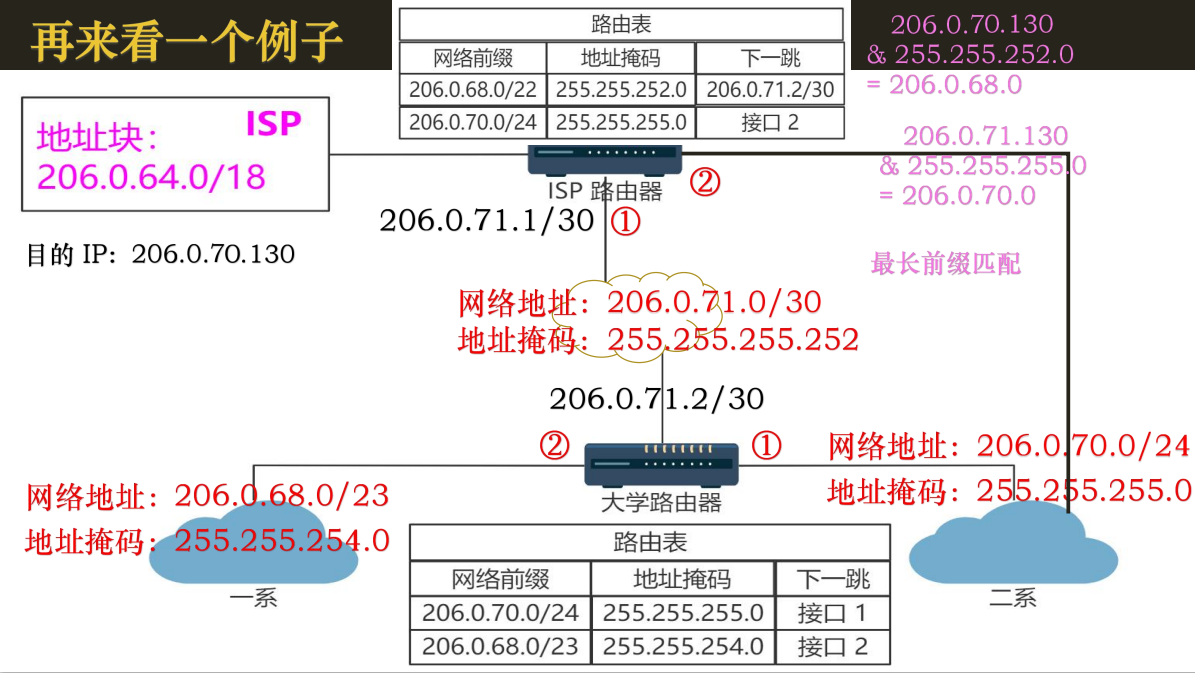 再来看一个例子
路由表
网络前缀 地址掩码 下一跳
206.0.68.0/22 255.255.252.0 206.0.71.2/30
206.0.70.0/24 255.255.255.0 接口 2
206.0.70.130
& 255.255.252.0
= 206.0.68.0
206.0.71.130
& 255.255.255.0
= 206.0.70.0
最长前缀匹配
ISP
地址块:
206.0.64.0/18
ISP 路由器
②
206.0.71.1/30 ①
目的 IP: 206.0.70.130
网络地址: 206.0.71.0/30
地址掩码: 255.255.255.252
206.0.71.2/30
② ①
大学路由器
网络地址: 206.0.70.0/24
地址掩码: 255.255.255.0
网络地址: 206.0.68.0/23
地址掩码: 255.255.254.0
一系
二系
路由表
网络前缀 地址掩码 下一跳
206.0.70.0/24 255.255.255.0 接口 1
206.0.68.0/23 255.255.254.0 接口 2